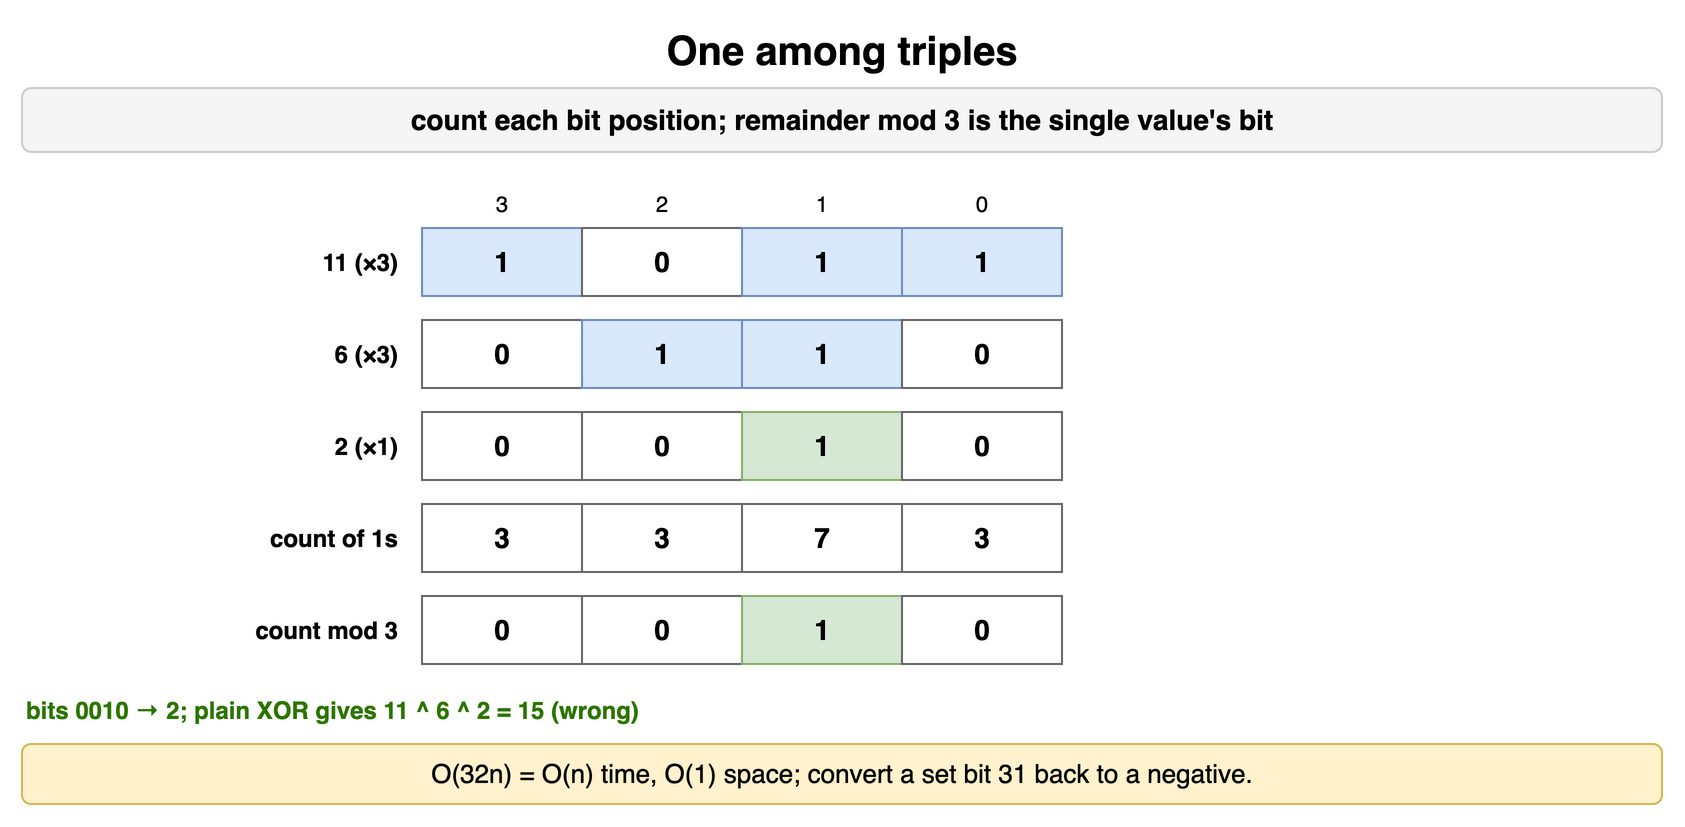 One among triples
count each bit position; remainder mod 3 is the single value's bit
3 2 1 0
11 (×3) 1 0 1 1
6 (×3) 0 1 1 0
2 (×1) 0 0 1 0
count of 1s 3 3 7 3
count mod 3 0 0 1 0
bits 0010 → 2; plain XOR gives 11 ^ 6 ^ 2 = 15 (wrong)
O(32n) = O(n) time, O(1) space; convert a set bit 31 back to a negative.